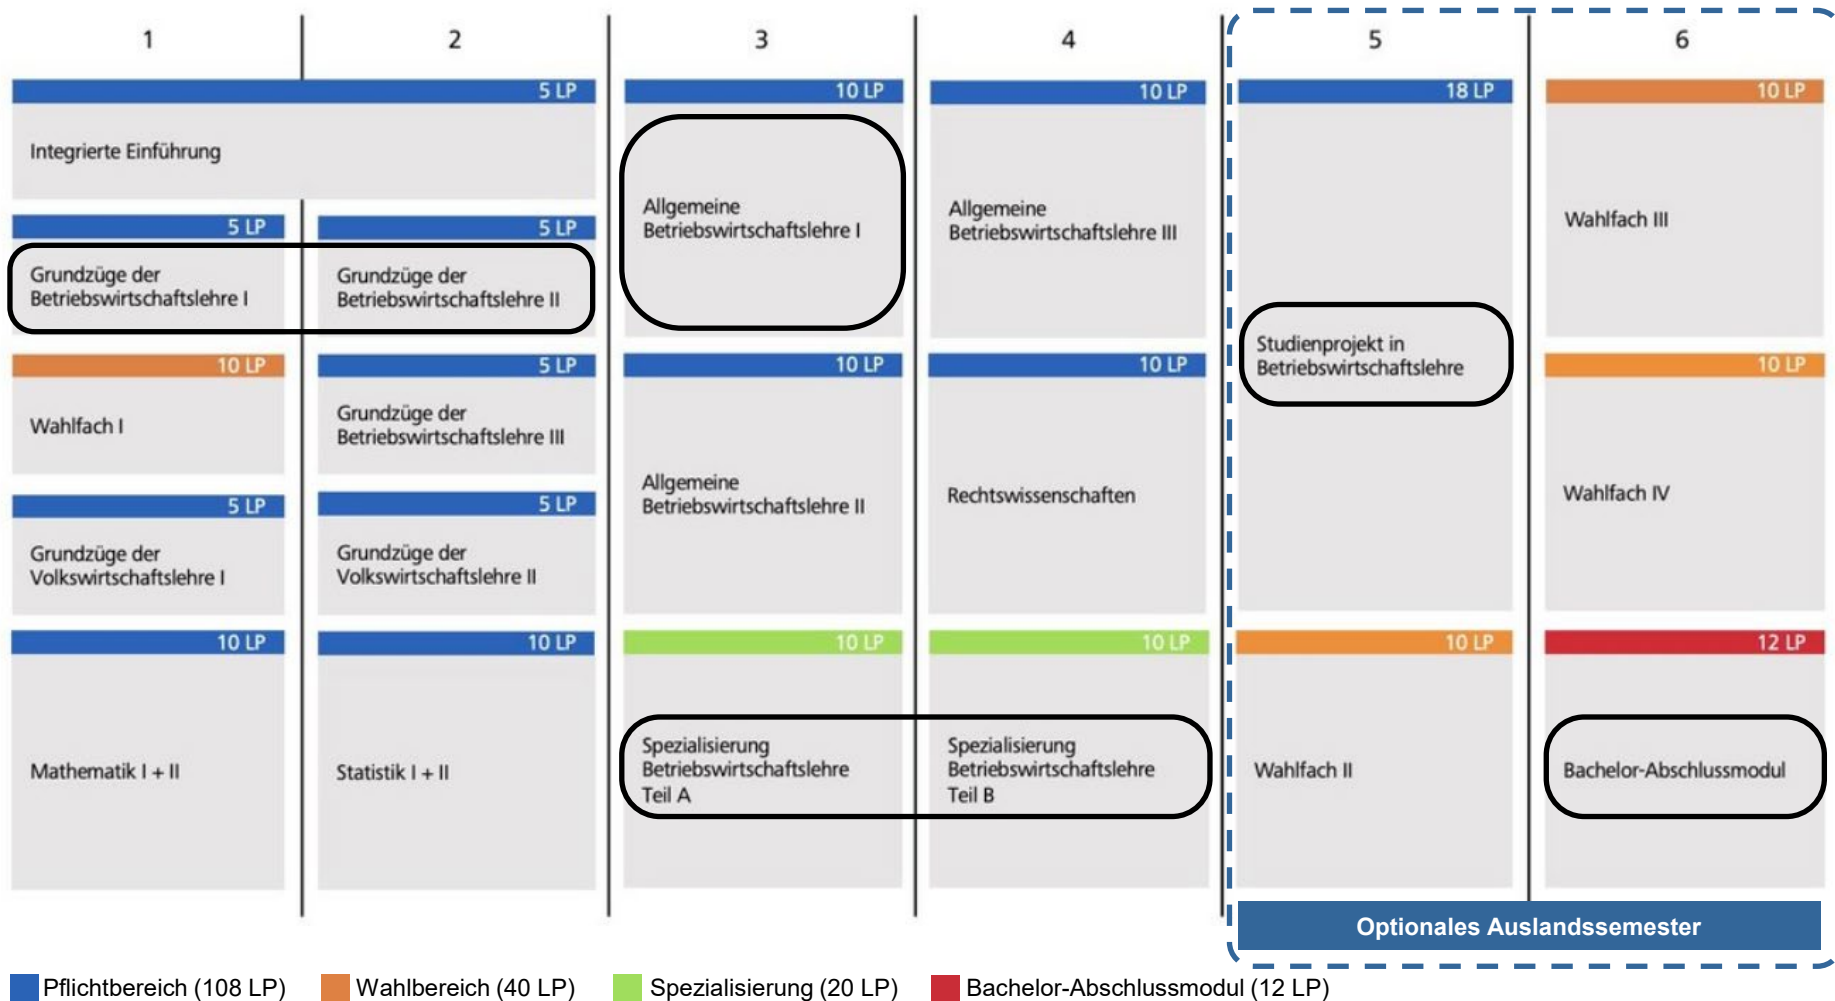 1
2
3
4
5
6
5 LP
Integrierte Einführung
5 LP
Grundzüge der
Betriebswirtschaftslehre I
5 LP
Grundzüge der
Betriebswirtschaftslehre II
10 LP
Wahlfach I
5 LP
Grundzüge der
Betriebswirtschaftslehre III
5 LP
Grundzüge der
Volkswirtschaftslehre I
5 LP
Grundzüge der
Volkswirtschaftslehre II
10 LP
Mathematik I + II
10 LP
Statistik I + II
10 LP
Allgemeine
Betriebswirtschaftslehre I
10 LP
Allgemeine
Betriebswirtschaftslehre II
10 LP
Spezialisierung
Betriebswirtschaftslehre
Teil A
10 LP
Allgemeine
Betriebswirtschaftslehre III
10 LP
Rechtswissenschaften
10 LP
Spezialisierung
Betriebswirtschaftslehre
Teil B
18 LP
Studienprojekt in
Betriebswirtschaftslehre
10 LP
Wahlfach II
10 LP
Wahlfach III
10 LP
Wahlfach IV
12 LP
Bachelor-Abschlussmodul
Optionales Auslandssemester
Pflichtbereich (108 LP)
Wahlbereich (40 LP)
Spezialisierung (20 LP)
Bachelor-Abschlussmodul (12 LP)